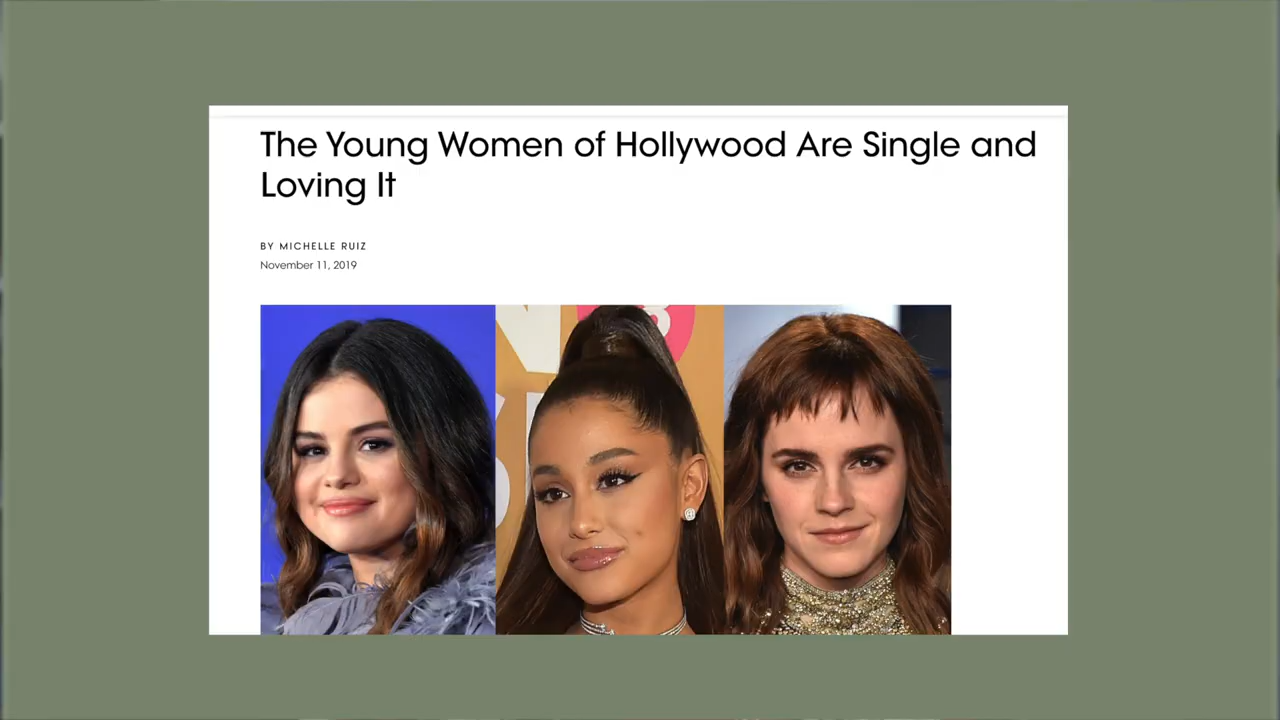 The Young Women of Hollywood Are Single and
Loving It
BY MICHELLE RUIZ
November 11, 2019